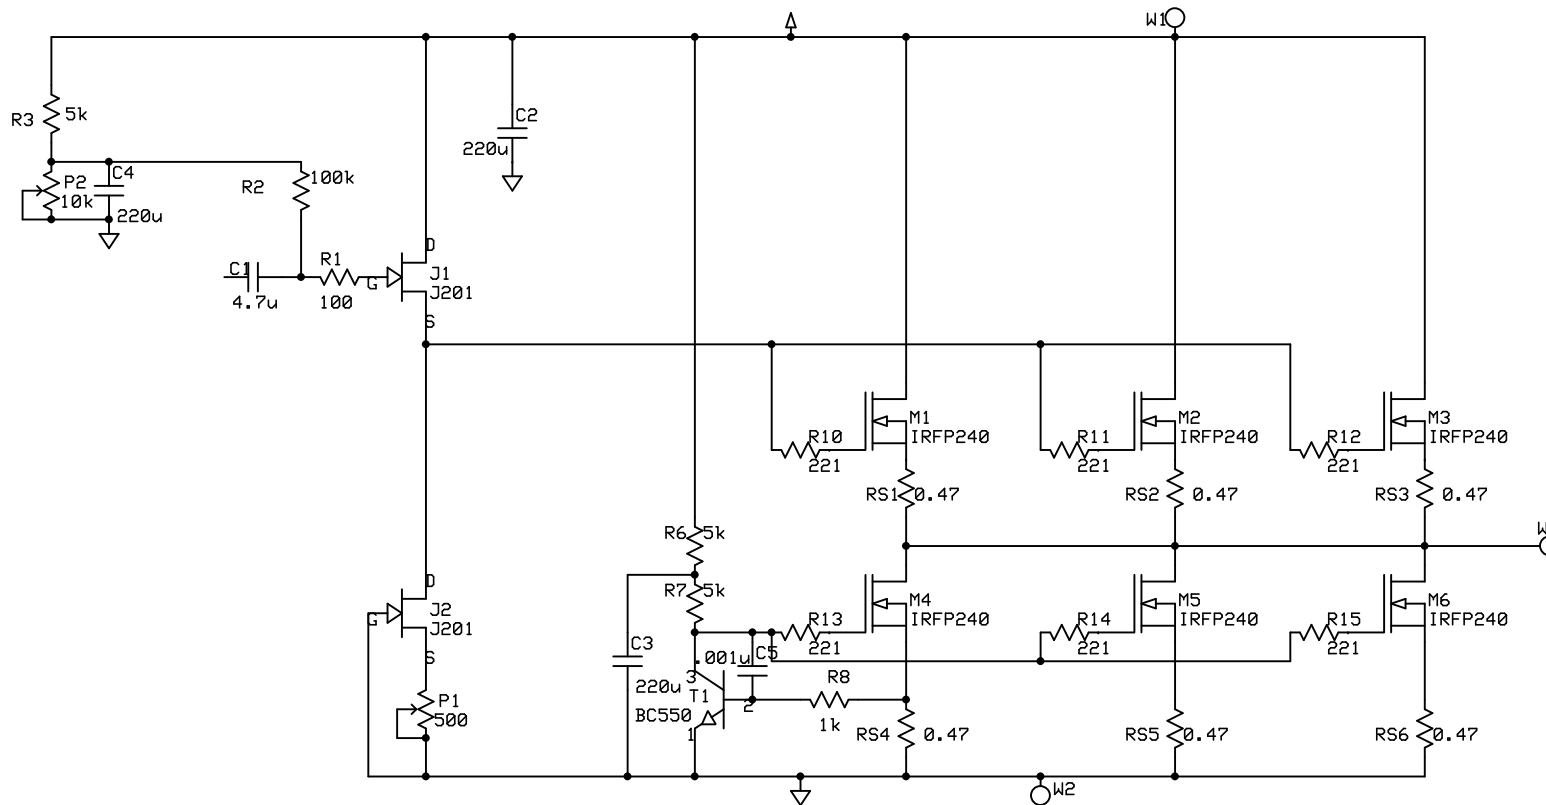 W1
R3
5k
C2
220u
P2
10k
C4
220u
R2
100k
D
C1
4.7u
R1
100
G
J1
J201
S
M1
IRFP240
M2
IRFP240
M3
IRFP240
R10
221
R11
221
R12
221
RS1
0.47
RS2
0.47
RS3
0.47
W
R6
5k
D
R7
5k
G
J2
J201
S
M4
IRFP240
M5
IRFP240
M6
IRFP240
R13
221
R14
221
R15
221
C3
220u
.001u
C5
3
T1
BC550
2
1
R8
1k
P1
500
RS4
0.47
RS5
0.47
RS6
0.47
W2